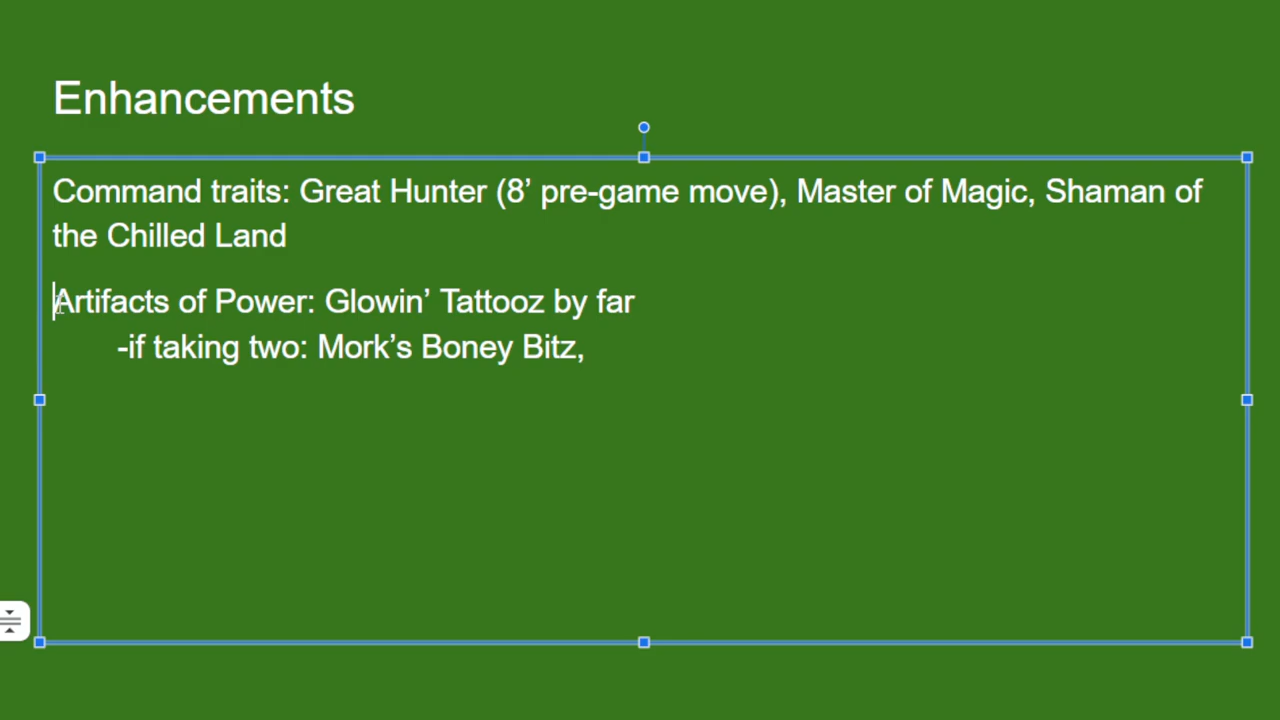 Enhancements
Command traits: Great Hunter (8’ pre-game move), Master of Magic, Shaman of
the Chilled Land
Artifacts of Power: Glowin’ Tattooz by far
-if taking two: Mork’s Boney Bitz,